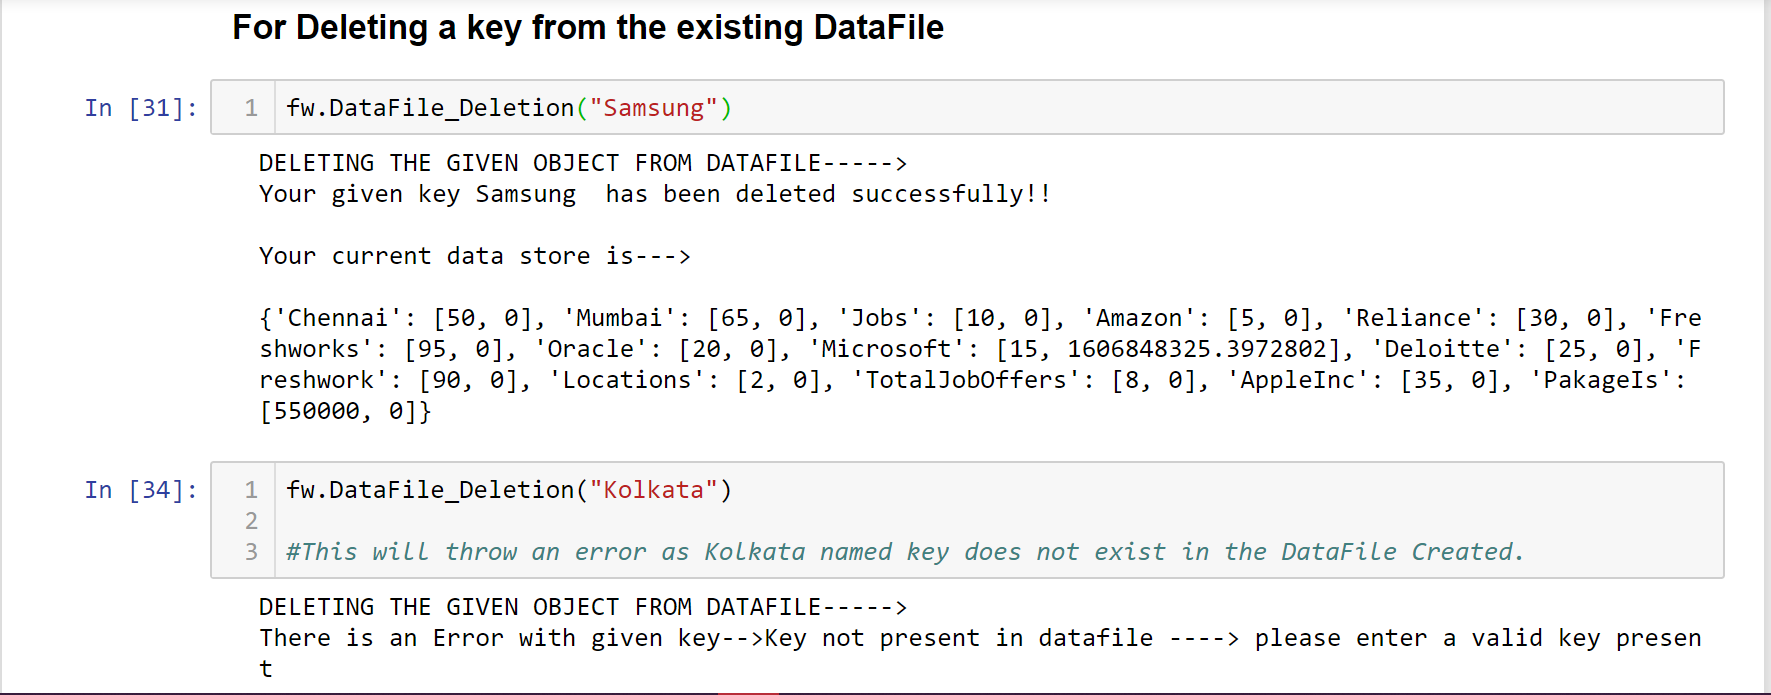 For Deleting a key from the existing DataFile
In [31]:
1 fw.DataFile_Deletion("Samsung")
DELETING THE GIVEN OBJECT FROM DATAFILE----->
Your given key Samsung  has been deleted successfully!!
Your current data store is--->
{'Chennai': [50, 0], 'Mumbai': [65, 0], 'Jobs': [10, 0], 'Amazon': [5, 0], 'Reliance': [30, 0], 'Fre
shworks': [95, 0], 'Oracle': [20, 0], 'Microsoft': [15, 1606848325.3972802], 'Deloitte': [25, 0], 'F
reshwork': [90, 0], 'Locations': [2, 0], 'TotalJobOffers': [8, 0], 'AppleInc': [35, 0], 'PakageIs':
[550000, 0]}
In [34]:
1 fw.DataFile_Deletion("Kolkata")
2
3 #This will throw an error as Kolkata named key does not exist in the DataFile Created.
DELETING THE GIVEN OBJECT FROM DATAFILE----->
There is an Error with given key-->Key not present in datafile ----> please enter a valid key presen
t